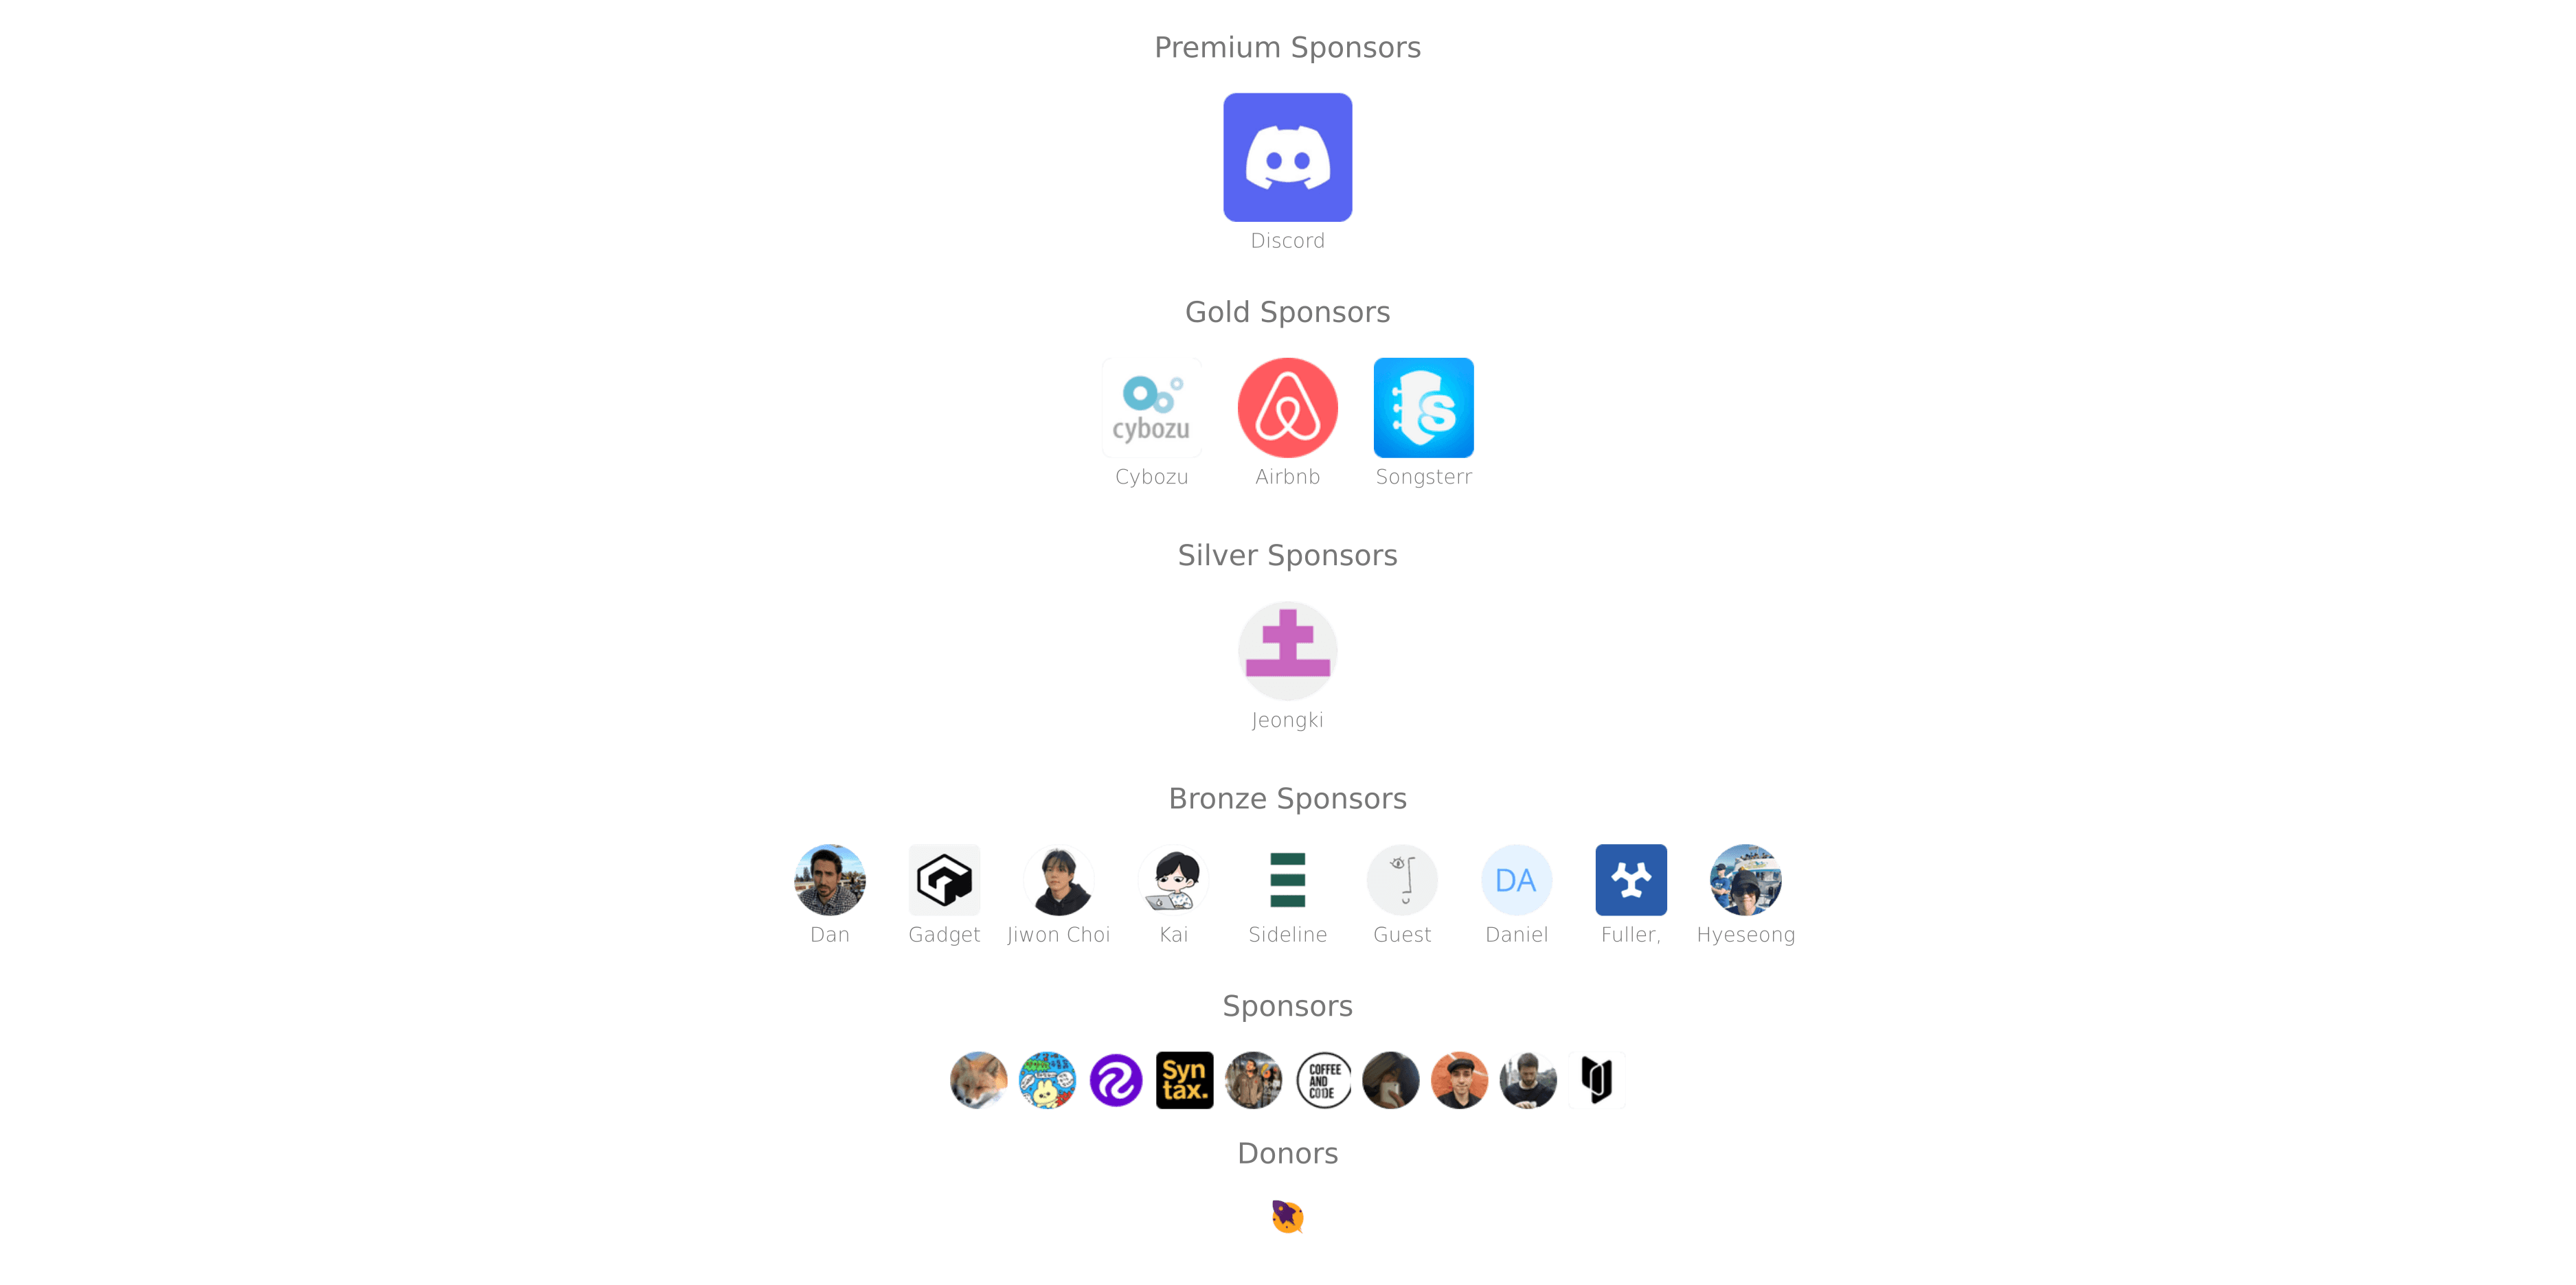 Premium Sponsors
Discord
Gold Sponsors
cybozu
Cybozu Airbnb Songsterr
Silver Sponsors
Jeongki
Bronze Sponsors
DA
Dan Gadget Jiwon Choi Kai Sideline Guest Daniel Fuller, Hyeseong
Sponsors
Syn
tax.
COFFEE
AND
CODE
Donors